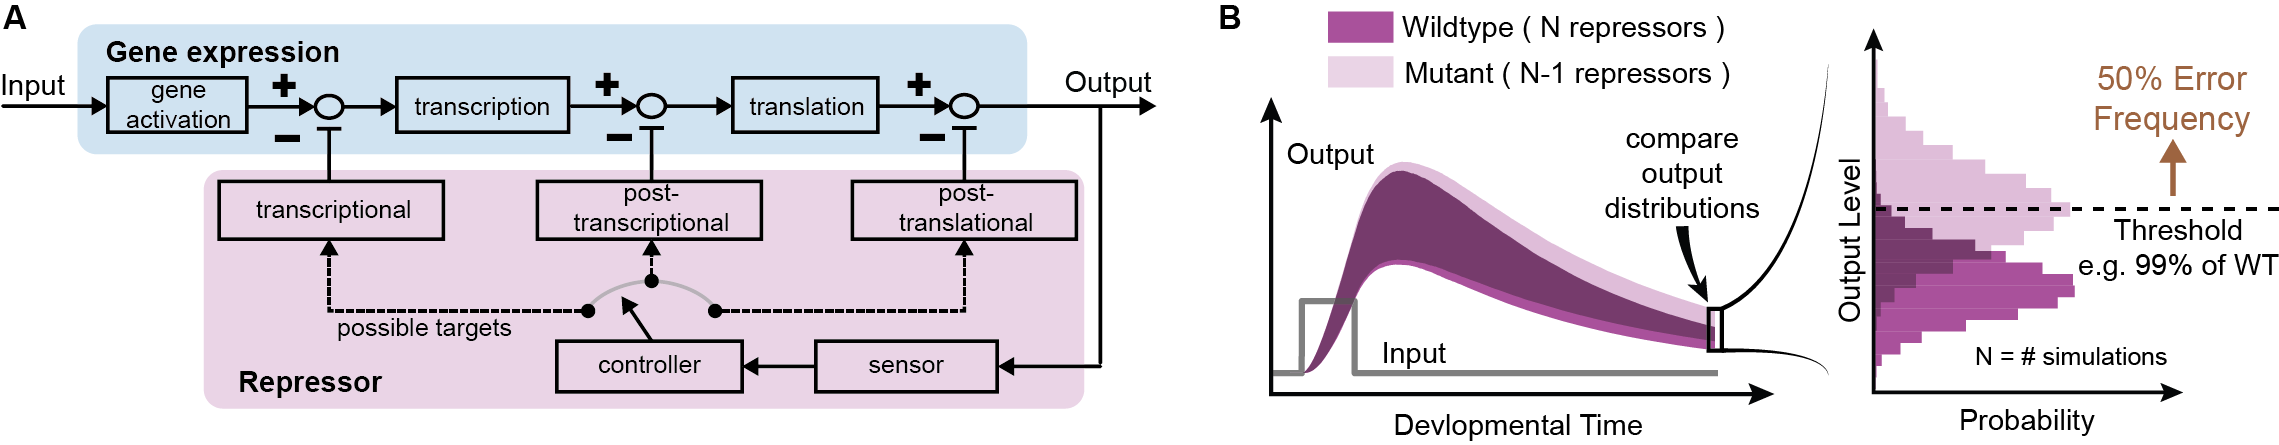 A
Gene expression
Input
gene
activation
+
transcription
+
translation
+
Output
−
−
−
transcriptional
post-
transcriptional
post-
translational
possible targets
controller
sensor
Repressor
B
Wildtype ( N repressors )
Mutant ( N-1 repressors )
Output
compare
output
distributions
Input
Devlopmental Time
Output Level
50% Error
Frequency
Threshold
e.g. 99% of WT
N = # simulations
Probability